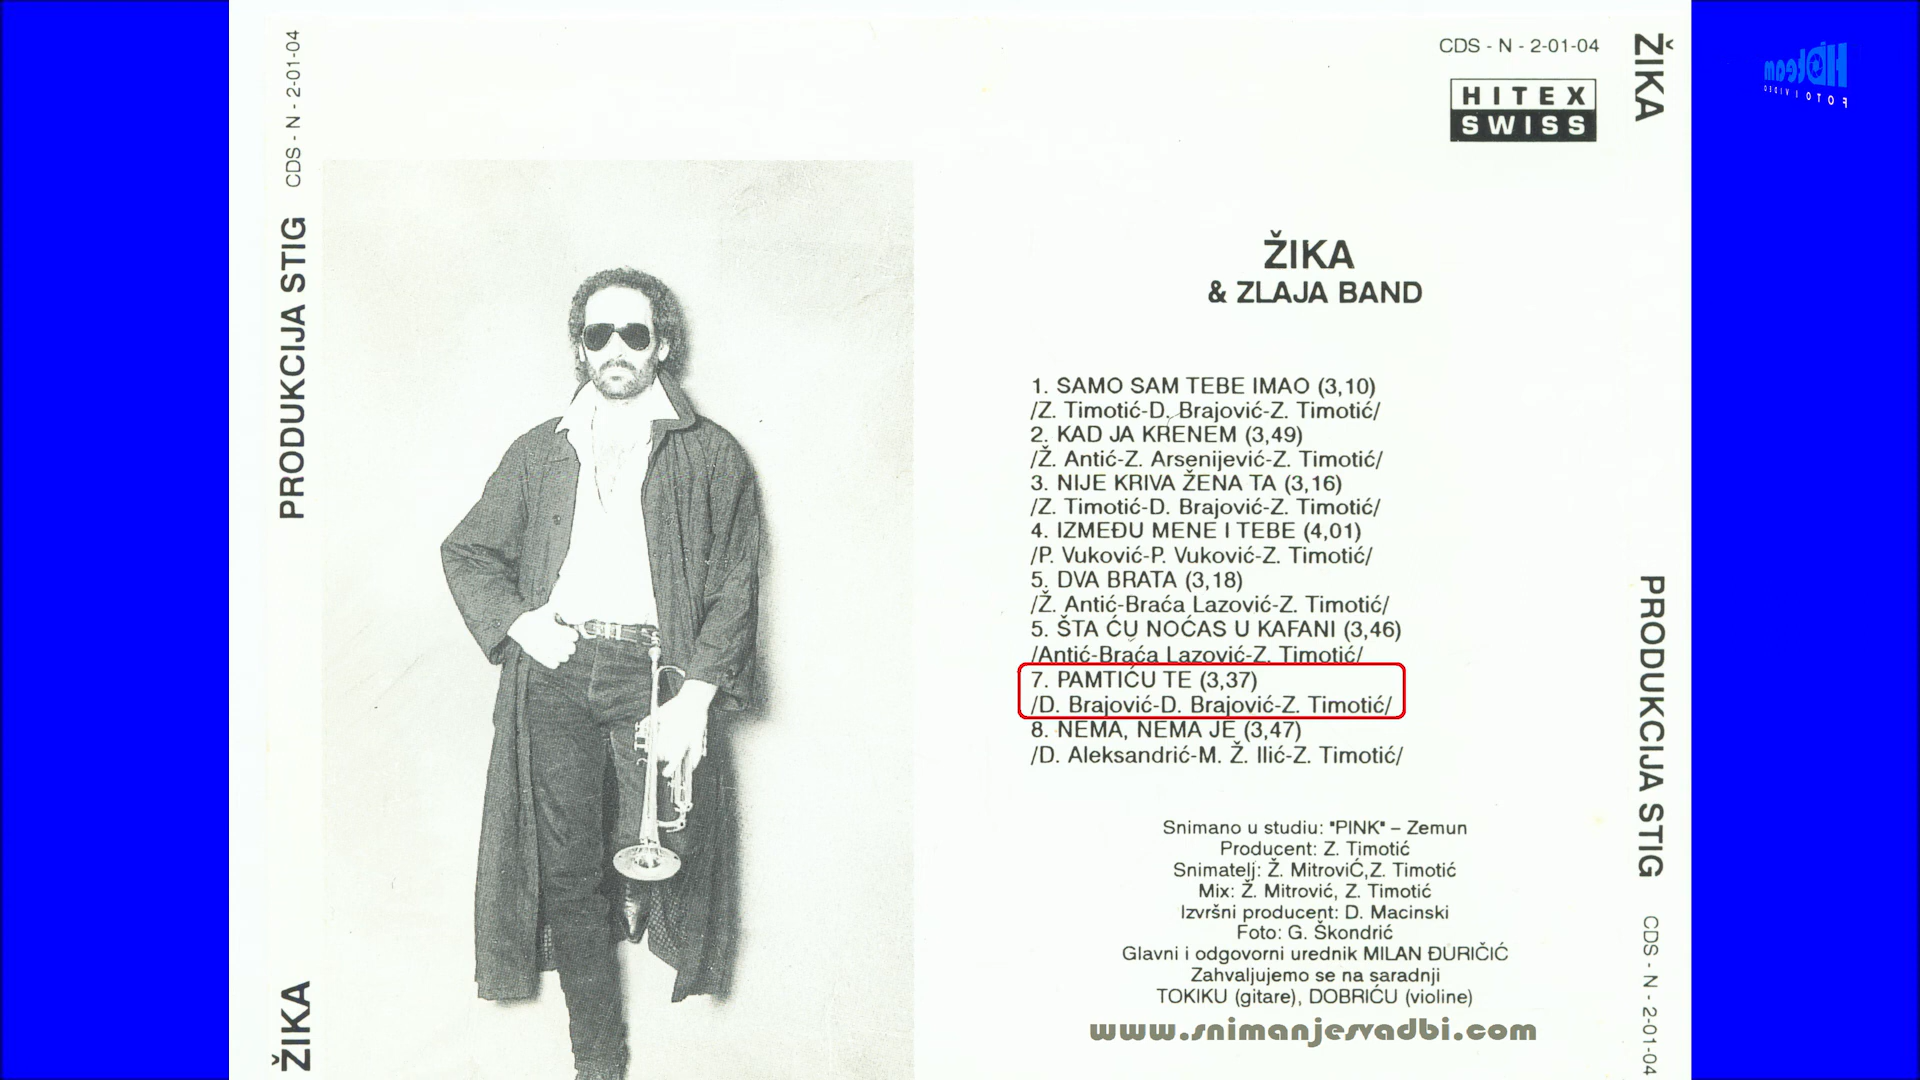 CDS - N - 2-01-04
PRODUKCIJA STIG
ŽIKA
CDS - N - 2-01-04
HITEX
SWISS
ŽIKA
& ZLAJA BAND
1. SAMO SAM TEBE IMAO (3,10)
/Z. Timotić-D. Brajović-Z. Timotić/
2. KAD JA KRENEM (3,49)
/Ž. Antić-Z. Arsenijević-Z. Timotić/
3. NIJE KRIVA ŽENA TA (3,16)
/Z. Timotić-D. Brajović-Z. Timotić/
4. IZMEĐU MENE I TEBE (4,01)
/P. Vuković-P. Vuković-Z. Timotić/
5. DVA BRATA (3,18)
/Ž. Antić-Braća Lazović-Z. Timotić/
5. ŠTA ĆU NOĆAS U KAFANI (3,46)
/Antić-Braća Lazović-Z. Timotić/
7. PAMTIĆU TE (3,37)
/D. Brajović-D. Brajović-Z. Timotić/
8. NEMA, NEMA JE (3,47)
/D. Aleksandrić-M. Ž. Ilić-Z. Timotić/
Snimano u studiu: "PINK" – Zemun
Producent: Z. Timotić
Snimatelj: Ž. MitroviĆ,Z. Timotić
Mix: Ž. Mitrović, Z. Timotić
Izvršni producent: D. Macinski
Foto: G. Škondrić
Glavni i odgovorni urednik MILAN ĐURIČIĆ
Zahvaljujemo se na saradnji
TOKIKU (gitare), DOBRIĆU (violine)
www.snimanjesvadbi.com
ŽIKA
PRODUKCIJA STIG
CDS - N - 2-01-04
HDteam
FOTO I VIDEO